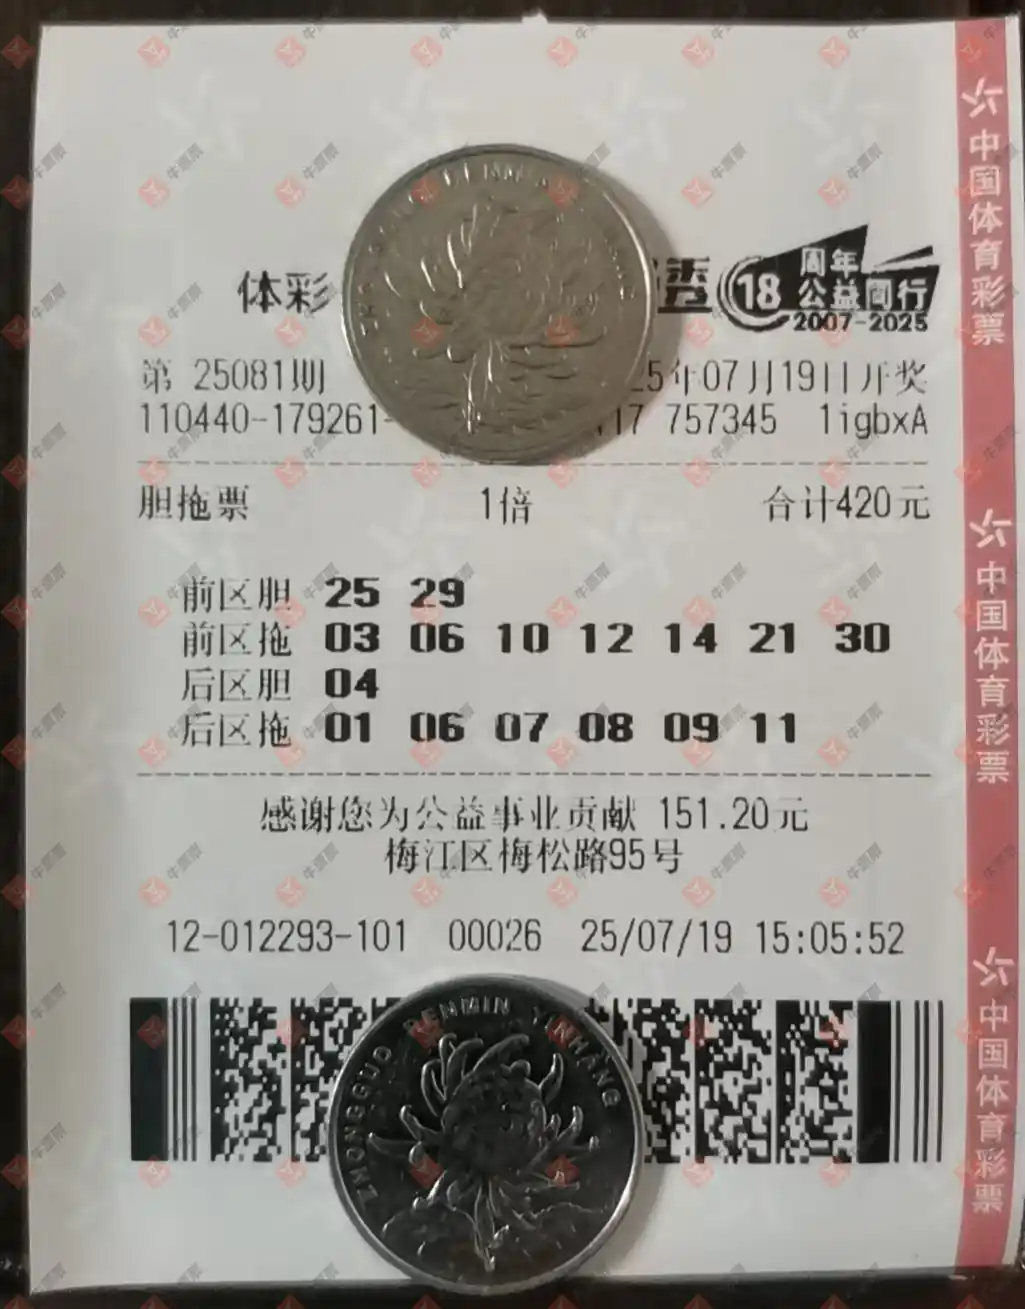 体彩 透 18 周年 公益同行 2007-2025
第 25081期 25年07月19日开奖
110440-179261- 17 757345 1igbxA
胆拖票 1倍 合计420元
前区胆 25 29
前区拖 03 06 10 12 14 21 30
后区胆 04
后区拖 01 06 07 08 09 11
感谢您为公益事业贡献 151.20元
梅江区梅松路95号
12-012293-101 00026 25/07/19 15:05:52
ZHONGGUO RENMIN YINHANG
中国体育彩票
中国体育彩票
中国体育彩票